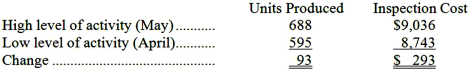 Units Produced Inspection Cost
High level of activity (May)........... 688 $9,036
Low level of activity (April)........... 595 8,743
Change ............................................. 93 $ 293